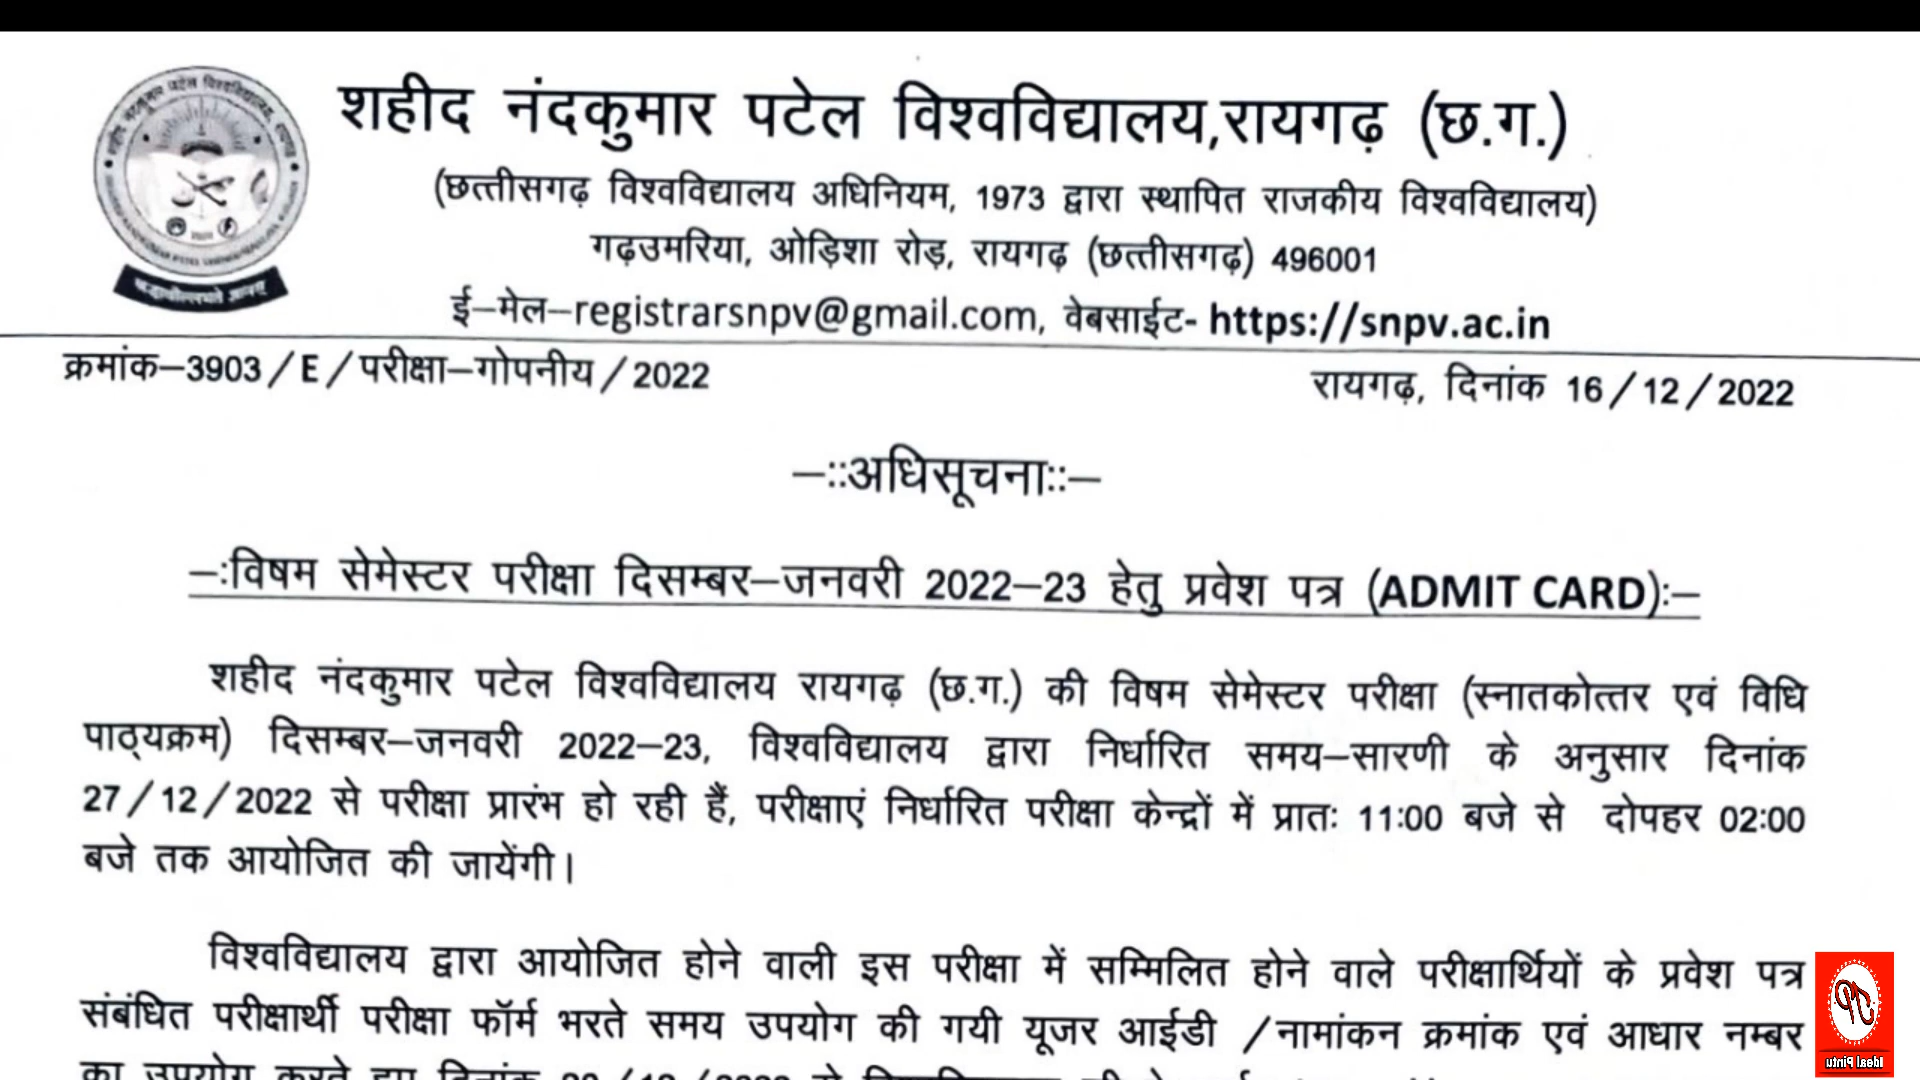 शहीद नंदकुमार पटेल विश्वविद्यालय,रायगढ़ (छ.ग.)
(छत्तीसगढ़ विश्वविद्यालय अधिनियम, 1973 द्वारा स्थापित राजकीय विश्वविद्यालय)
गढ़उमरिया, ओड़िशा रोड़, रायगढ़ (छत्तीसगढ़) 496001
ई–मेल–registrarsnpv@gmail.com, वेबसाईट- https://snpv.ac.in
क्रमांक–3903/E/परीक्षा–गोपनीय/2022
रायगढ़, दिनांक 16/12/2022
–::अधिसूचना::–
–:विषम सेमेस्टर परीक्षा दिसम्बर–जनवरी 2022–23 हेतु प्रवेश पत्र (ADMIT CARD):–
शहीद नंदकुमार पटेल विश्वविद्यालय रायगढ़ (छ.ग.) की विषम सेमेस्टर परीक्षा (स्नातकोत्तर एवं विधि
पाठ्यक्रम) दिसम्बर–जनवरी 2022–23, विश्वविद्यालय द्वारा निर्धारित समय–सारणी के अनुसार दिनांक
27/12/2022 से परीक्षा प्रारंभ हो रही हैं, परीक्षाएं निर्धारित परीक्षा केन्द्रों में प्रातः 11:00 बजे से दोपहर 02:00
बजे तक आयोजित की जायेंगी।
विश्वविद्यालय द्वारा आयोजित होने वाली इस परीक्षा में सम्मिलित होने वाले परीक्षार्थियों के प्रवेश पत्र
संबंधित परीक्षार्थी परीक्षा फॉर्म भरते समय उपयोग की गयी यूजर आईडी /नामांकन क्रमांक एवं आधार नम्बर
का उपयोग करते हुए दिनांक
Ideal Pintu